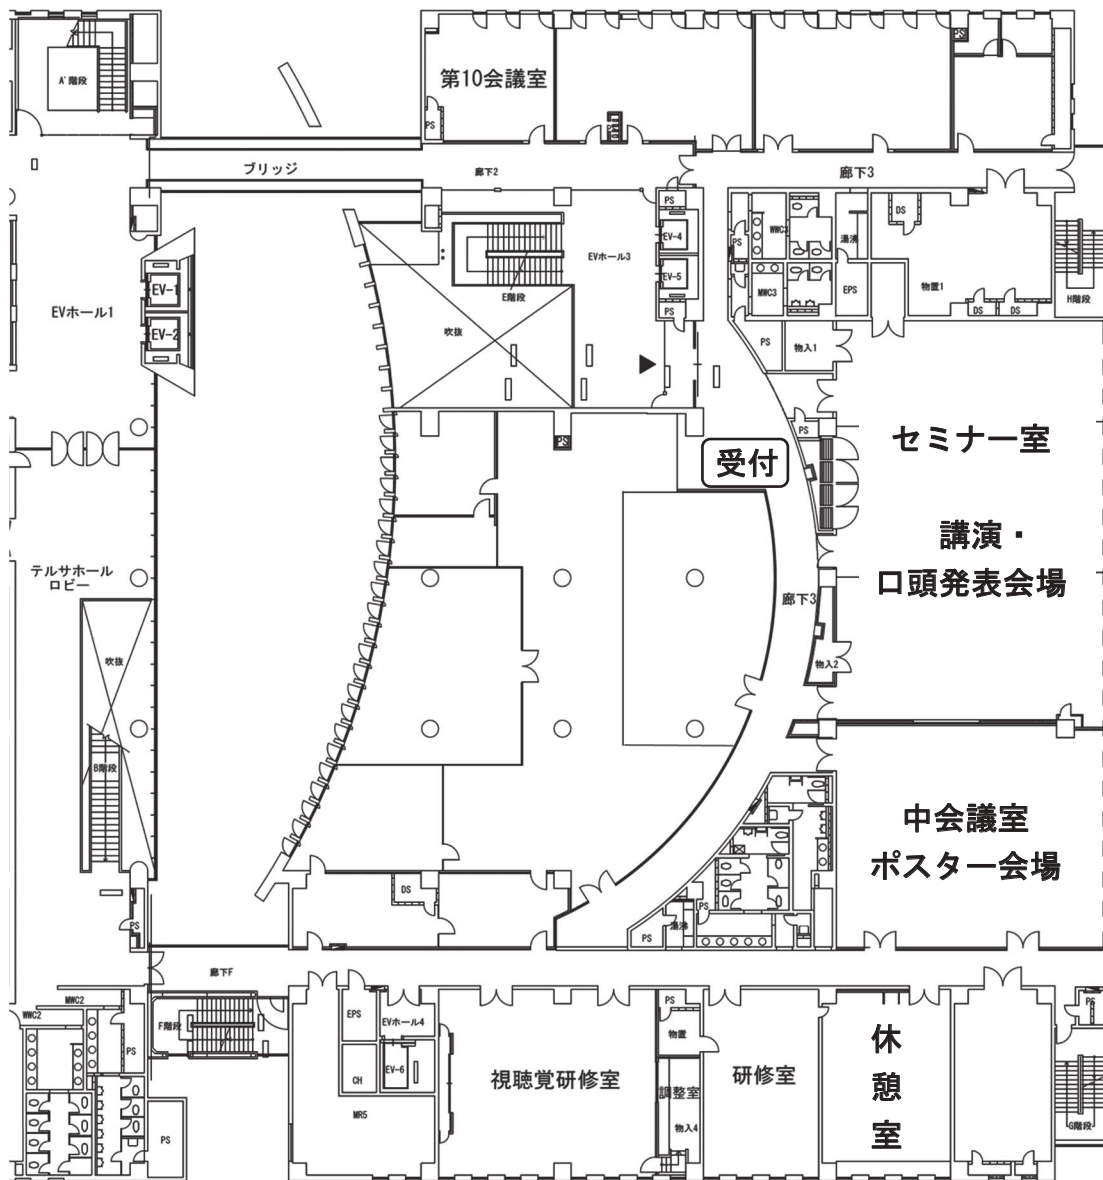 PS
A'階段
第10会議室
PS
ブリッジ
廊下2
廊下3
PS
DS
EV-4
WWC3
湯沸
PS
EVホール3
EV-5
E階段
EV-1
MWC3
EPS
物置1
H階段
EVホール1
PS
DS
DS
吹抜
EV-2
PS
物入1
PS
セミナー室
PS
受付
講演・
口頭発表会場
テルサホール
ロビー
廊下3
吹抜
物入2
B階段
中会議室
ポスター会場
DS
PS
PS
湯沸
PS
廊下F
MWC2
PS
PS
WWC2
EPS
EVホール4
F階段
物置
休憩室
PS
EV-6
CH
視聴覚研修室
研修室
調整室
MR5
物入4
G階段
PS